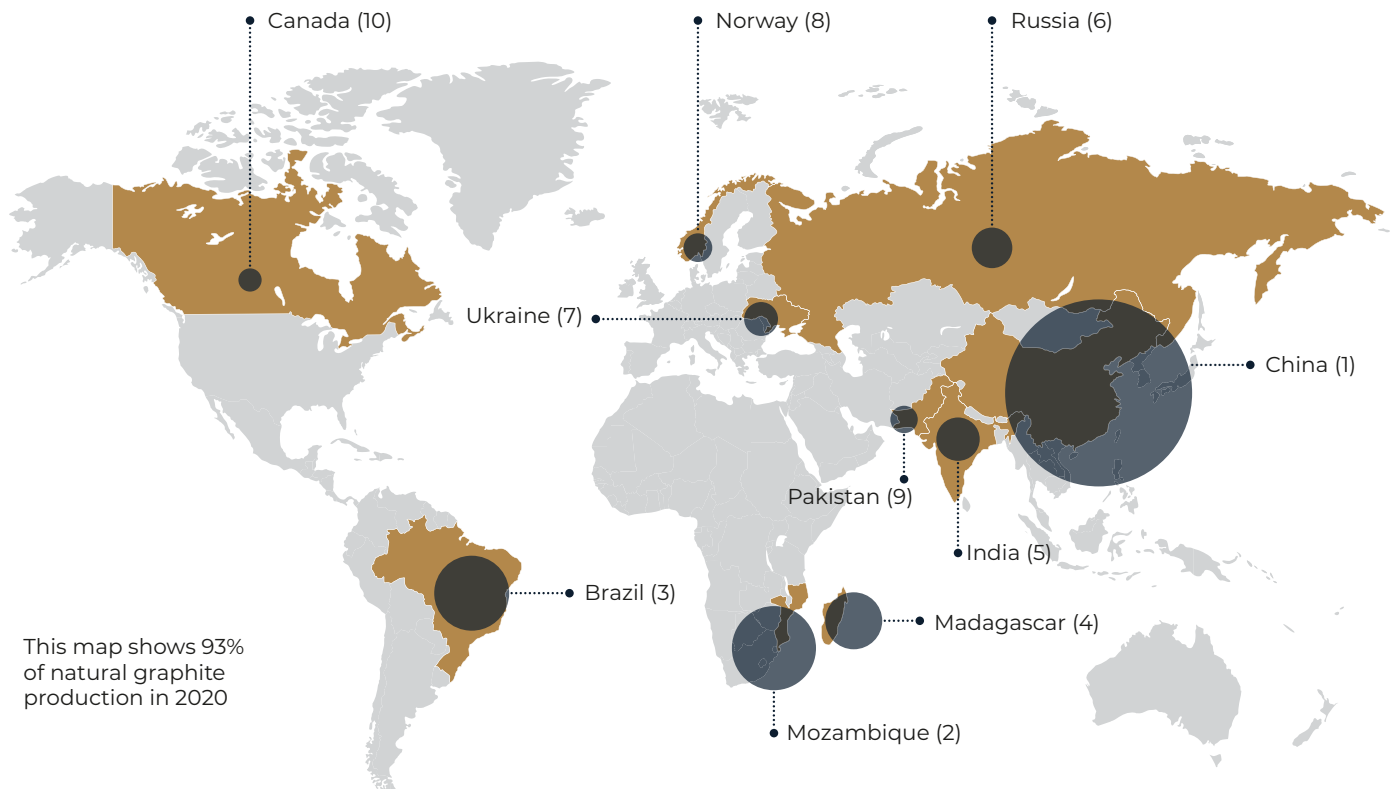 Canada (10)
Norway (8)
Russia (6)
Ukraine (7)
China (1)
Pakistan (9)
India (5)
Brazil (3)
Madagascar (4)
This map shows 93%
of natural graphite
production in 2020
Mozambique (2)